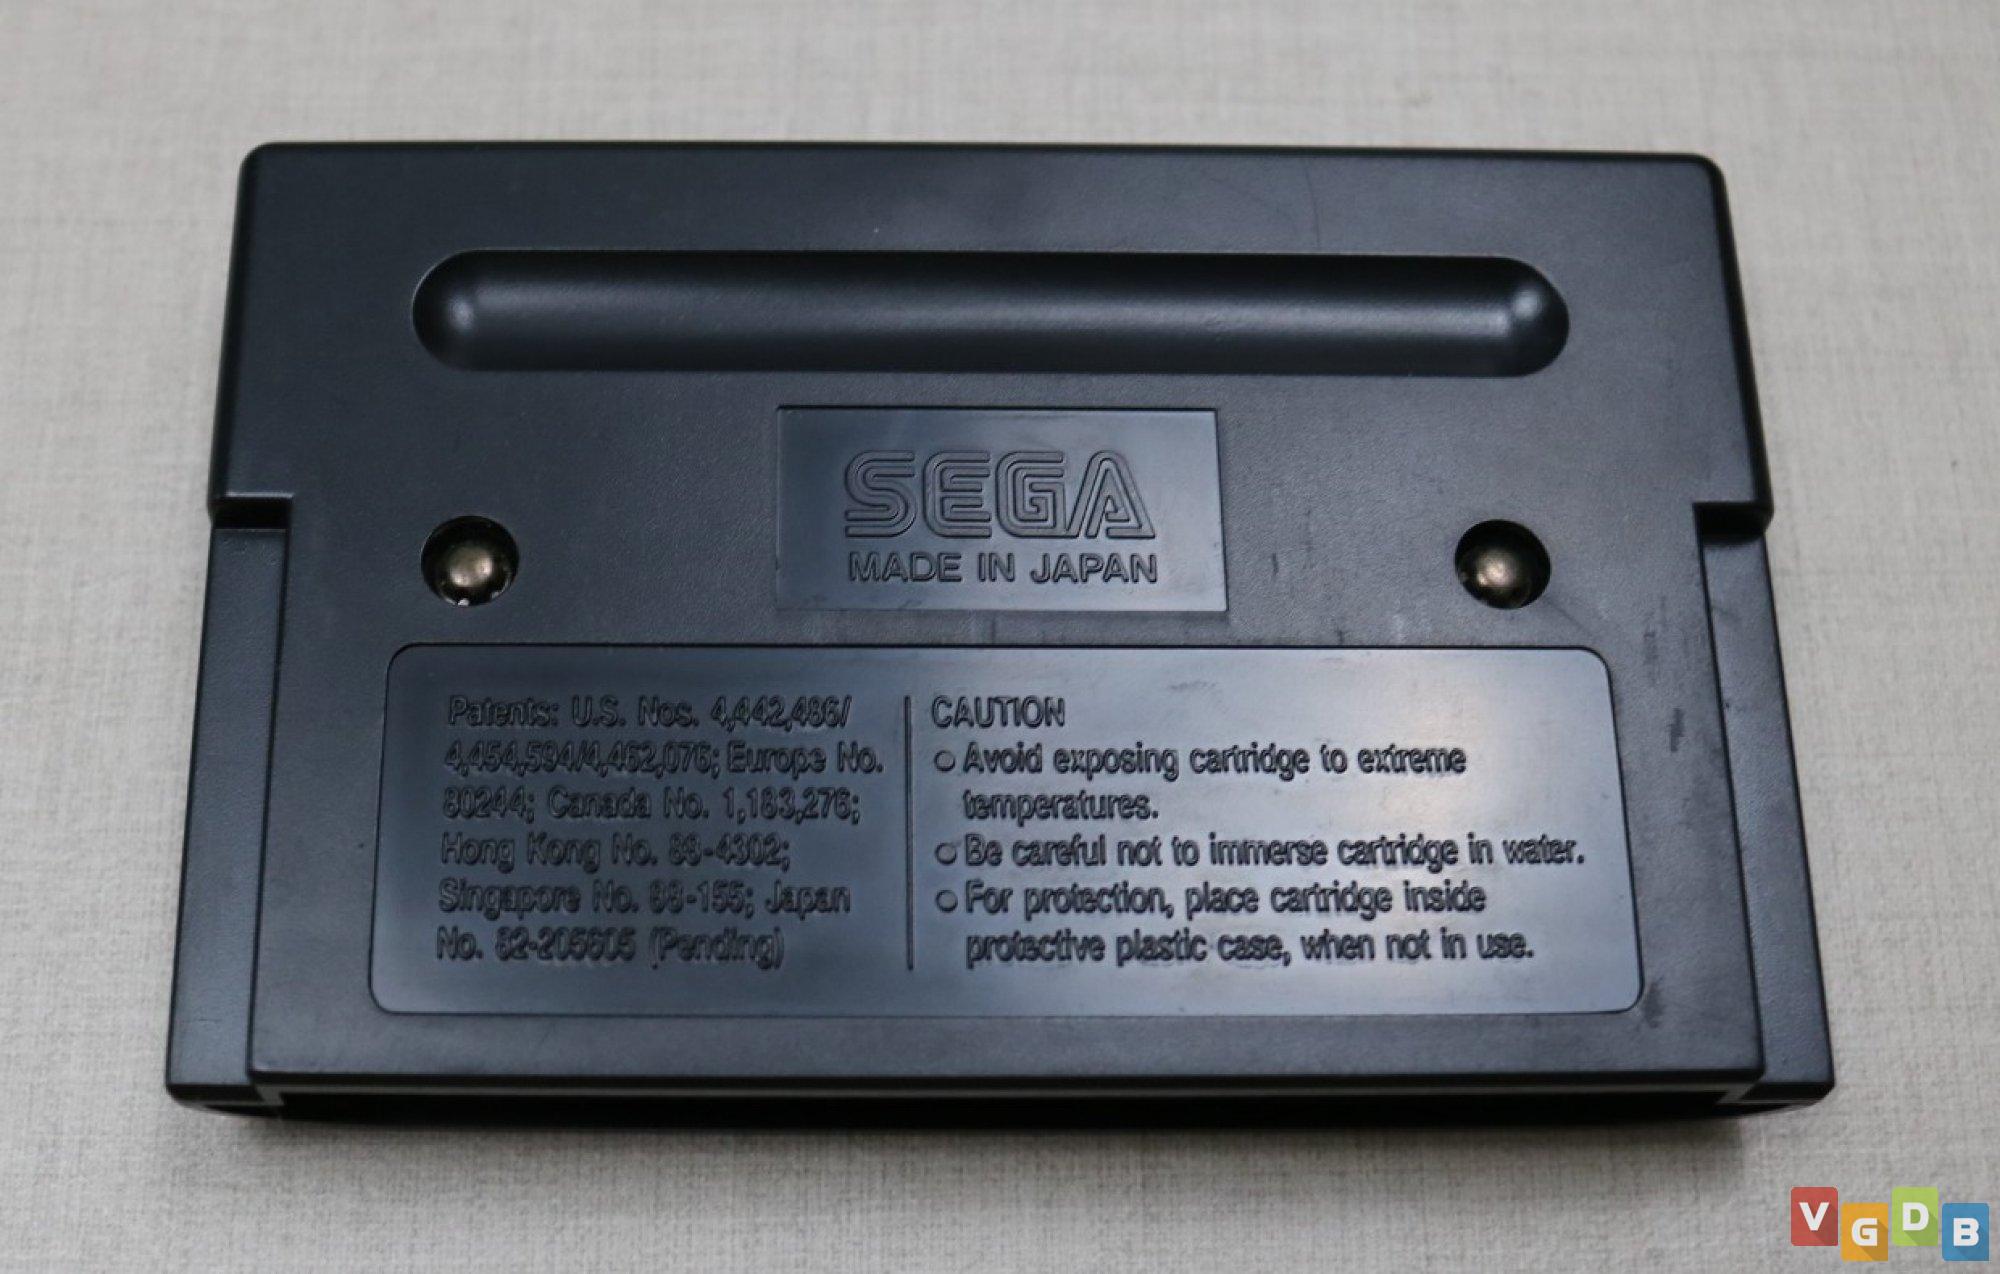 SEGA
MADE IN JAPAN
Patents: U.S. Nos. 4,442,486/
4,454,594/4,462,076; Europe No.
80244; Canada No. 1,183,276;
Hong Kong No. 88-4302;
Singapore No. 88-155; Japan
No. 82-205605 (Pending)
CAUTION
○ Avoid exposing cartridge to extreme
temperatures.
○ Be careful not to immerse cartridge in water.
○ For protection, place cartridge inside
protective plastic case, when not in use.
VGDB